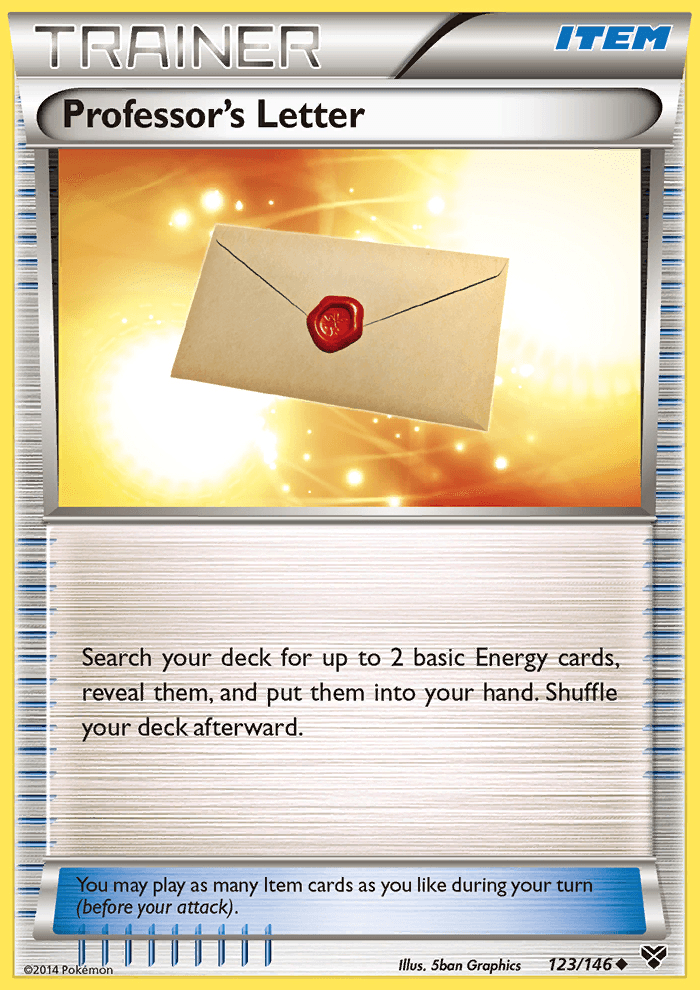 TRAINER
ITEM
Professor's Letter
Search your deck for up to 2 basic Energy cards,
reveal them, and put them into your hand. Shuffle
your deck afterward.
You may play as many Item cards as you like during your turn
(before your attack).
©2014 Pokémon
Illus. 5ban Graphics
123/146